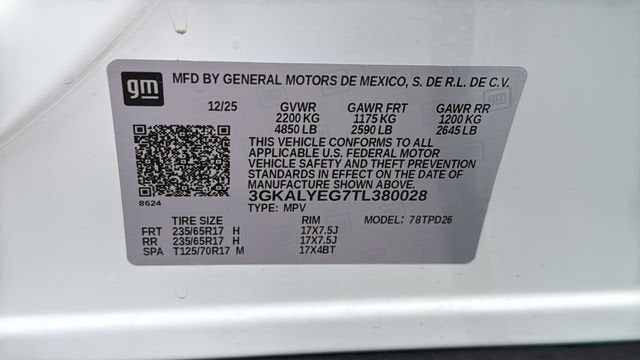 gm
MFD BY GENERAL MOTORS DE MEXICO, S. DE R.L. DE C.V.
12/25 GVWR GAWR FRT GAWR RR
2200 KG 1175 KG 1200 KG
4850 LB 2590 LB 2645 LB
THIS VEHICLE CONFORMS TO ALL
APPLICABLE U.S. FEDERAL MOTOR
VEHICLE SAFETY AND THEFT PREVENTION
STANDARDS IN EFFECT ON THE DATE OF
MANUFACTURE SHOWN ABOVE.
3GKALYEG7TL380028
8624
TYPE: MPV
TIRE SIZE RIM MODEL: 78TPD26
FRT 235/65R17 H 17X7.5J
RR 235/65R17 H 17X7.5J
SPA T125/70R17 M 17X4BT